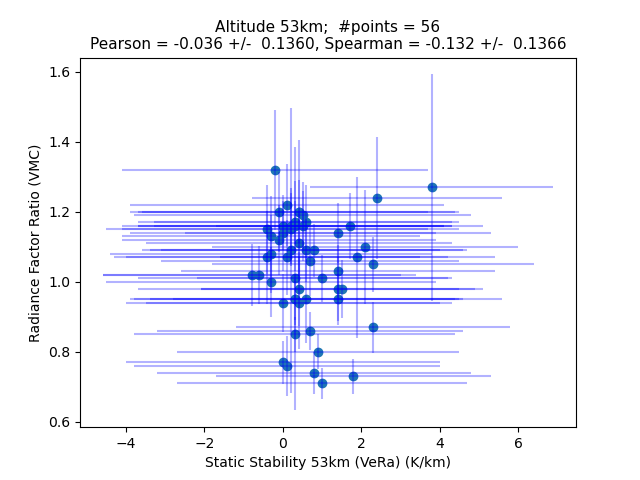 Altitude 53km;  #points = 56
Pearson = -0.036 +/-  0.1360, Spearman = -0.132 +/-  0.1366
1.6
1.4
1.2
1.0
0.8
0.6
Radiance Factor Ratio (VMC)
−4 −2 0 2 4 6
Static Stability 53km (VeRa) (K/km)